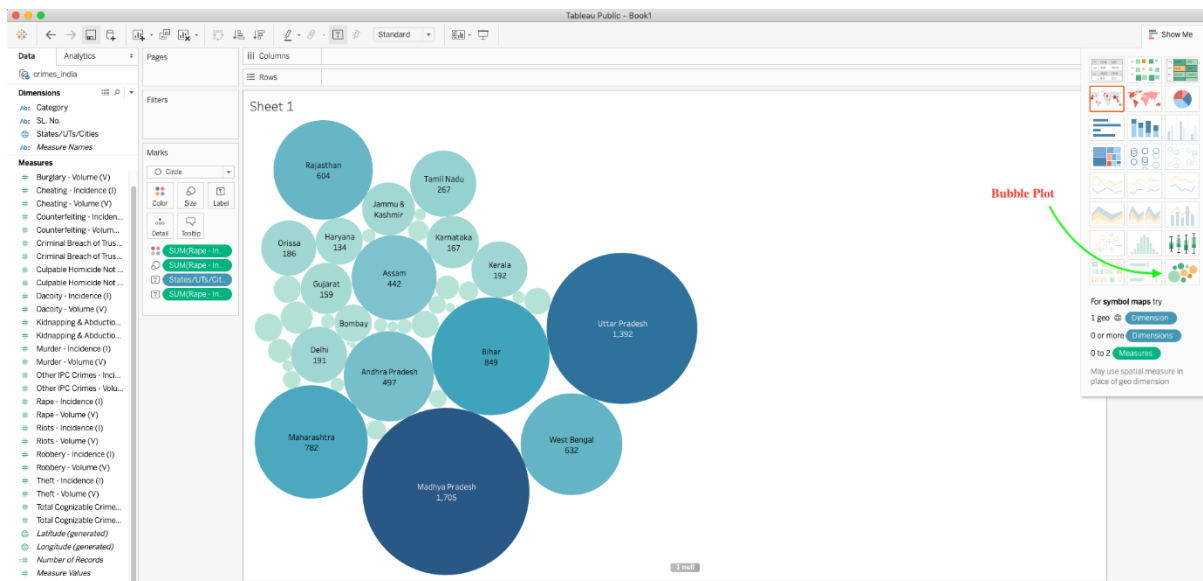 Tableau Public - Book1
Standard
Show Me
Data
Analytics
Pages
iii Columns
Rows
crimes_india
Dimensions
Abc Category
Abc SL. No.
States/UTs/Cities
Abc Measure Names
Measures
Burglary - Volume (V)
Cheating - Incidence (I)
Cheating - Volume (V)
Counterfeiting - Inciden...
Counterfeiting - Volum...
Criminal Breach of Trus...
Criminal Breach of Trus...
Culpable Homicide Not ...
Culpable Homicide Not ...
Dacoity - Incidence (I)
Dacoity - Volume (V)
Kidnapping & Abductio...
Kidnapping & Abductio...
Murder - Incidence (I)
Murder - Volume (V)
Other IPC Crimes - Inci...
Other IPC Crimes - Volu...
Rape - Incidence (I)
Rape - Volume (V)
Riots - Incidence (I)
Riots - Volume (V)
Robbery - Incidence (I)
Robbery - Volume (V)
Theft - Incidence (I)
Theft - Volume (V)
Total Cognizable Crime...
Total Cognizable Crime...
Latitude (generated)
Longitude (generated)
Number of Records
Measure Values
Filters
Marks
Circle
Color
Size
Label
Detail
Tooltip
SUM(Rape - In..
SUM(Rape - In..
States/UTs/Cit..
SUM(Rape - In..
Sheet 1
Rajasthan
604
Tamil Nadu
267
Jammu &
Kashmir
Orissa
186
Haryana
134
Karnataka
167
Assam
442
Kerala
192
Gujarat
159
Bombay
Delhi
191
Andhra Pradesh
497
Bihar
849
Uttar Pradesh
1,392
Maharashtra
782
West Bengal
632
Madhya Pradesh
1,705
1 null
Bubble Plot
For symbol maps try
1 geo Dimension
0 or more Dimensions
0 to 2 Measures
May use spatial measure in
place of geo dimension